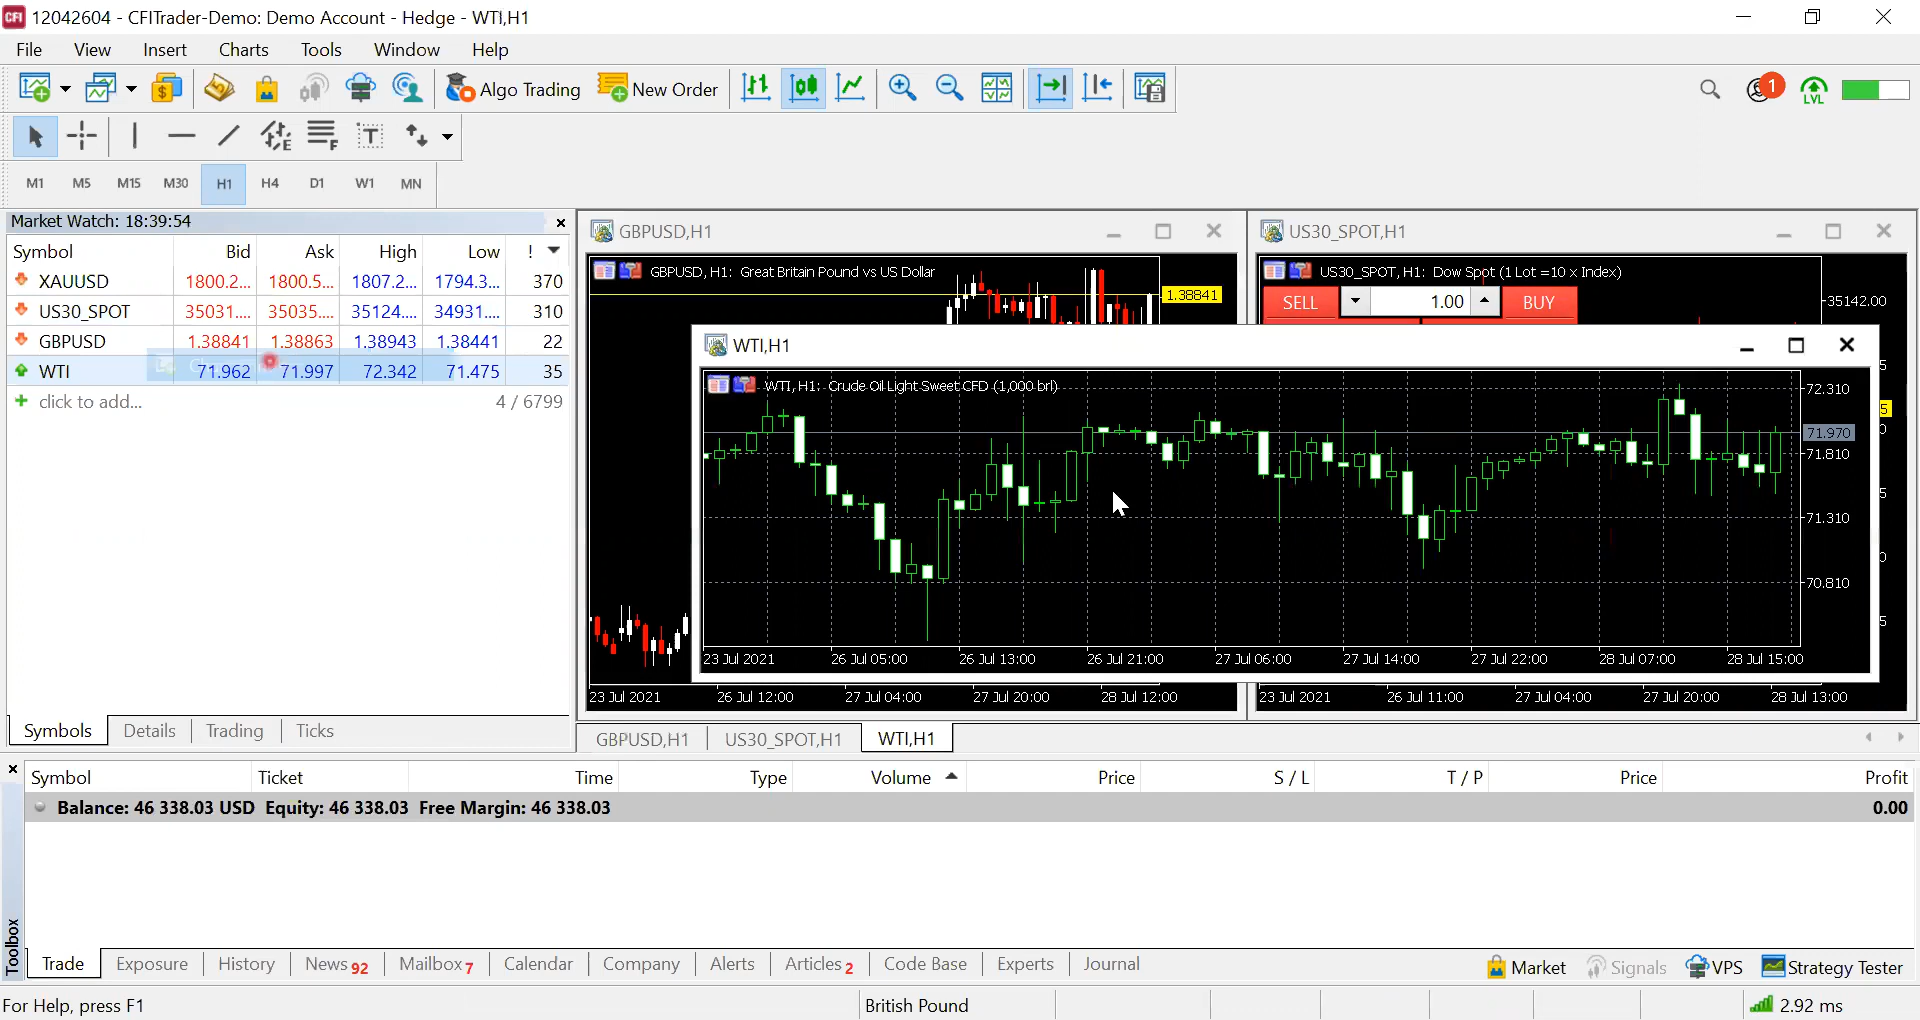 CFI 12042604 - CFITrader-Demo: Demo Account - Hedge - WTI,H1
File View Insert Charts Tools Window Help
Algo Trading New Order 1 LVL
E F T
M1 M5 M15 M30 H1 H4 D1 W1 MN
Market Watch: 18:39:54
Symbol Bid Ask High Low !
XAUUSD 1800.2... 1800.5... 1807.2... 1794.3... 370
US30_SPOT 35031.... 35035.... 35124.... 34931.... 310
GBPUSD 1.38841 1.38863 1.38943 1.38441 22
WTI 71.962 71.997 72.342 71.475 35
click to add... 4 / 6799
Symbols Details Trading Ticks
GBPUSD,H1
GBPUSD, H1: Great Britain Pound vs US Dollar
1.38841
US30_SPOT,H1
US30_SPOT, H1: Dow Spot (1 Lot =10 x Index)
SELL 1.00 BUY
35142.00
WTI,H1
WTI, H1: Crude Oil Light Sweet CFD (1,000 brl)
72.310
71.970
71.810
71.310
70.810
23 Jul 2021 26 Jul 05:00 26 Jul 13:00 26 Jul 21:00 27 Jul 06:00 27 Jul 14:00 27 Jul 22:00 28 Jul 07:00 28 Jul 15:00
23 Jul 2021 26 Jul 12:00 27 Jul 04:00 27 Jul 20:00 28 Jul 12:00
23 Jul 2021 26 Jul 11:00 27 Jul 04:00 27 Jul 20:00 28 Jul 13:00
GBPUSD,H1 US30_SPOT,H1 WTI,H1
Symbol Ticket Time Type Volume Price S / L T / P Price Profit
Balance: 46 338.03 USD Equity: 46 338.03 Free Margin: 46 338.03 0.00
Toolbox
Trade Exposure History News 92 Mailbox 7 Calendar Company Alerts Articles 2 Code Base Experts Journal
Market Signals VPS Strategy Tester
For Help, press F1 British Pound 2.92 ms